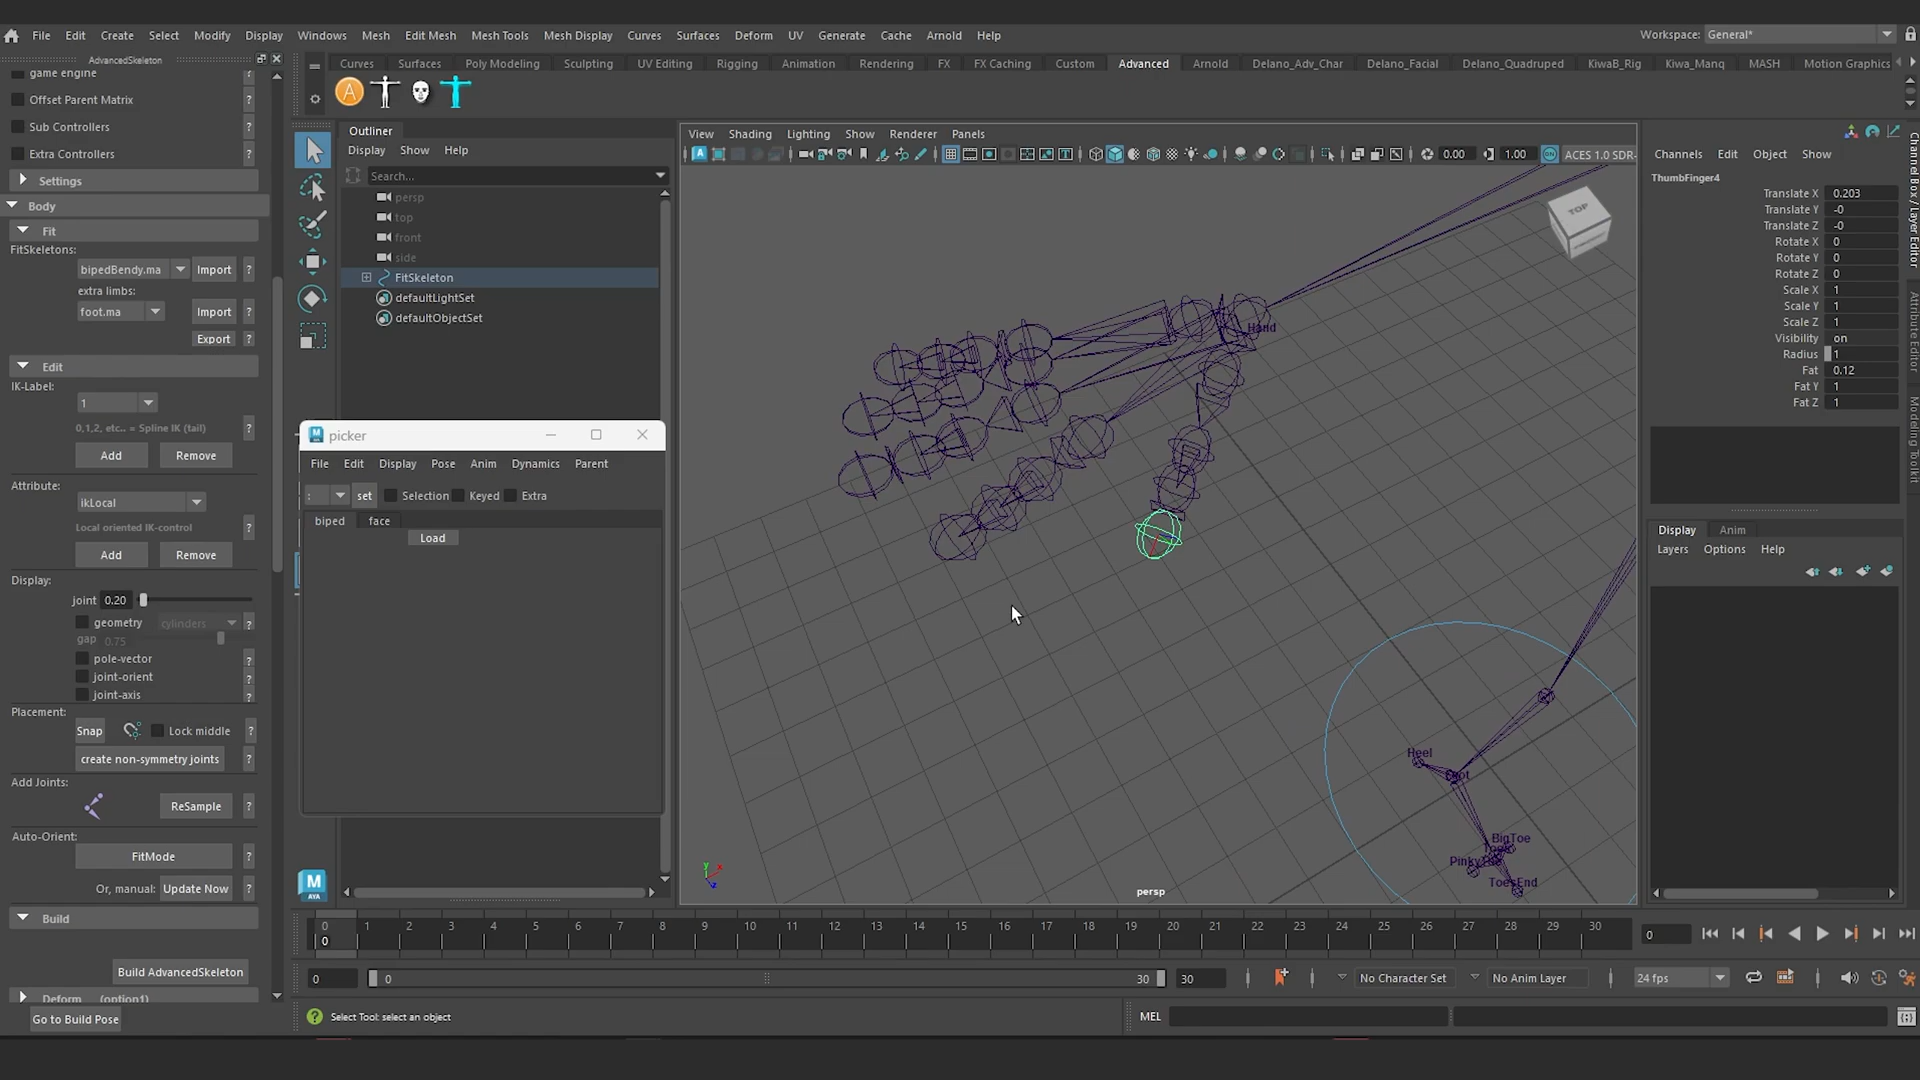 File Edit Create Select Modify Display Windows Mesh Edit Mesh Mesh Tools Mesh Display Curves Surfaces Deform UV Generate Cache Arnold Help
Workspace: General*
AdvancedSkeleton
Curves Surfaces Poly Modeling Sculpting UV Editing Rigging Animation Rendering FX FX Caching Custom Advanced Arnold Delano_Adv_Char Delano_Facial Delano_Quadruped KiwaB_Rig Kiwa_Manq MASH Motion Graphics
game engine
Offset Parent Matrix ?
Sub Controllers ?
Extra Controllers ?
Settings
Body
Fit
FitSkeletons:
bipedBendy.ma Import ?
extra limbs:
foot.ma Import ?
Export
Edit
IK-Label:
1
0,1,2, etc.. = Spline IK (tail) ?
Add Remove
Attribute:
ikLocal
Local oriented IK-control ?
Add Remove
Display:
joint 0.20
geometry cylinders ?
gap 0.75
pole-vector ?
joint-orient ?
joint-axis ?
Placement:
Snap Lock middle ?
create non-symmetry joints ?
Add Joints:
ReSample ?
Auto-Orient:
FitMode ?
Or, manual: Update Now ?
Build
Build AdvancedSkeleton
Deform (option1)
Go to Build Pose
Outliner
Display Show Help
Search...
persp
top
front
side
FitSkeleton
defaultLightSet
defaultObjectSet
picker
File Edit Display Pose Anim Dynamics Parent
: set Selection Keyed Extra
biped face
Load
M
AYA
View Shading Lighting Show Renderer Panels
0.00 1.00 ACES 1.0 SDR-
TOP
Hand
Heel
BigToe
ToesEnd
persp
Channels Edit Object Show
ThumbFinger4
Translate X 0.203
Translate Y -0
Translate Z -0
Rotate X 0
Rotate Y 0
Rotate Z 0
Scale X 1
Scale Y 1
Scale Z 1
Visibility on
Radius 1
Fat 0.12
Fat Y 1
Fat Z 1
Display Anim
Layers Options Help
Channel Box / Layer Editor
Attribute Editor
Modeling Toolkit
0 1 2 3 4 5 6 7 8 9 10 11 12 13 14 15 16 17 18 19 20 21 22 23 24 25 26 27 28 29 30
0
0
0 0 30 30 No Character Set No Anim Layer 24 fps
Select Tool: select an object
MEL